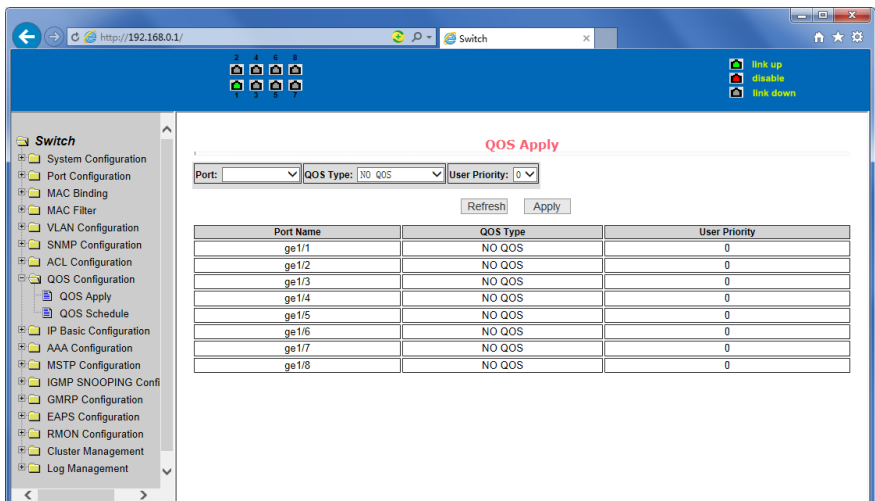 http://192.168.0.1/
Switch
2 4 6 8
1 3 5 7
link up
disable
link down
Switch
System Configuration
Port Configuration
MAC Binding
MAC Filter
VLAN Configuration
SNMP Configuration
ACL Configuration
QOS Configuration
QOS Apply
QOS Schedule
IP Basic Configuration
AAA Configuration
MSTP Configuration
IGMP SNOOPING Confi
GMRP Configuration
EAPS Configuration
RMON Configuration
Cluster Management
Log Management
QOS Apply
Port: QOS Type: NO QOS User Priority: 0
Refresh Apply
Port Name QOS Type User Priority
ge1/1 NO QOS 0
ge1/2 NO QOS 0
ge1/3 NO QOS 0
ge1/4 NO QOS 0
ge1/5 NO QOS 0
ge1/6 NO QOS 0
ge1/7 NO QOS 0
ge1/8 NO QOS 0